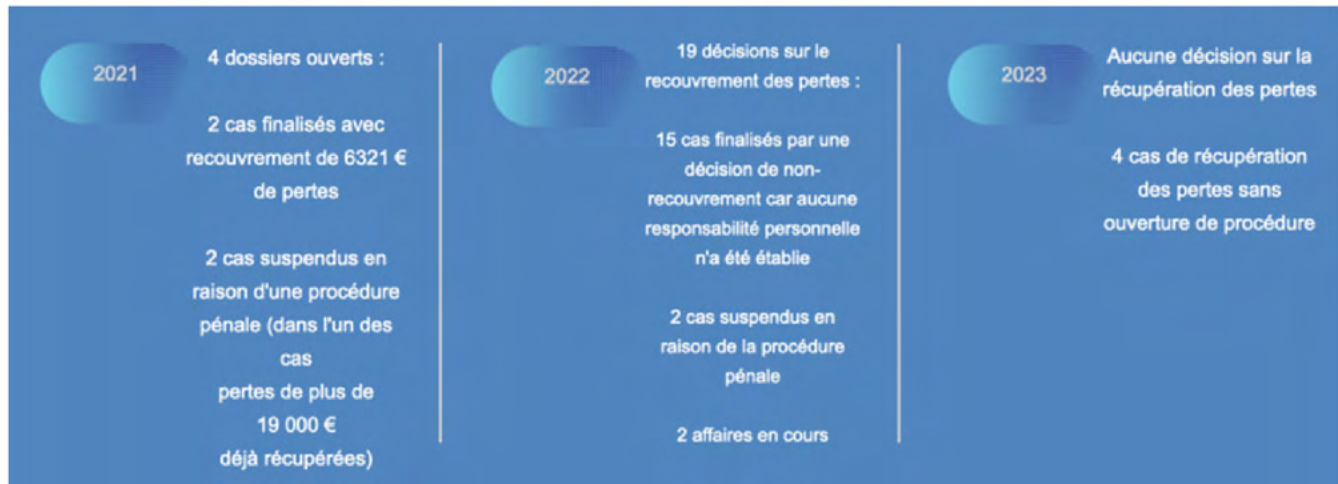 2021
4 dossiers ouverts :
2 cas finalisés avec
recouvrement de 6321 €
de pertes
2 cas suspendus en
raison d'une procédure
pénale (dans l'un des
cas
pertes de plus de
19 000 €
déjà récupérées)
2022
19 décisions sur le
recouvrement des pertes :
15 cas finalisés par une
décision de non-
recouvrement car aucune
responsabilité personnelle
n'a été établie
2 cas suspendus en
raison de la procédure
pénale
2 affaires en cours
2023
Aucune décision sur la
récupération des pertes
4 cas de récupération
des pertes sans
ouverture de procédure